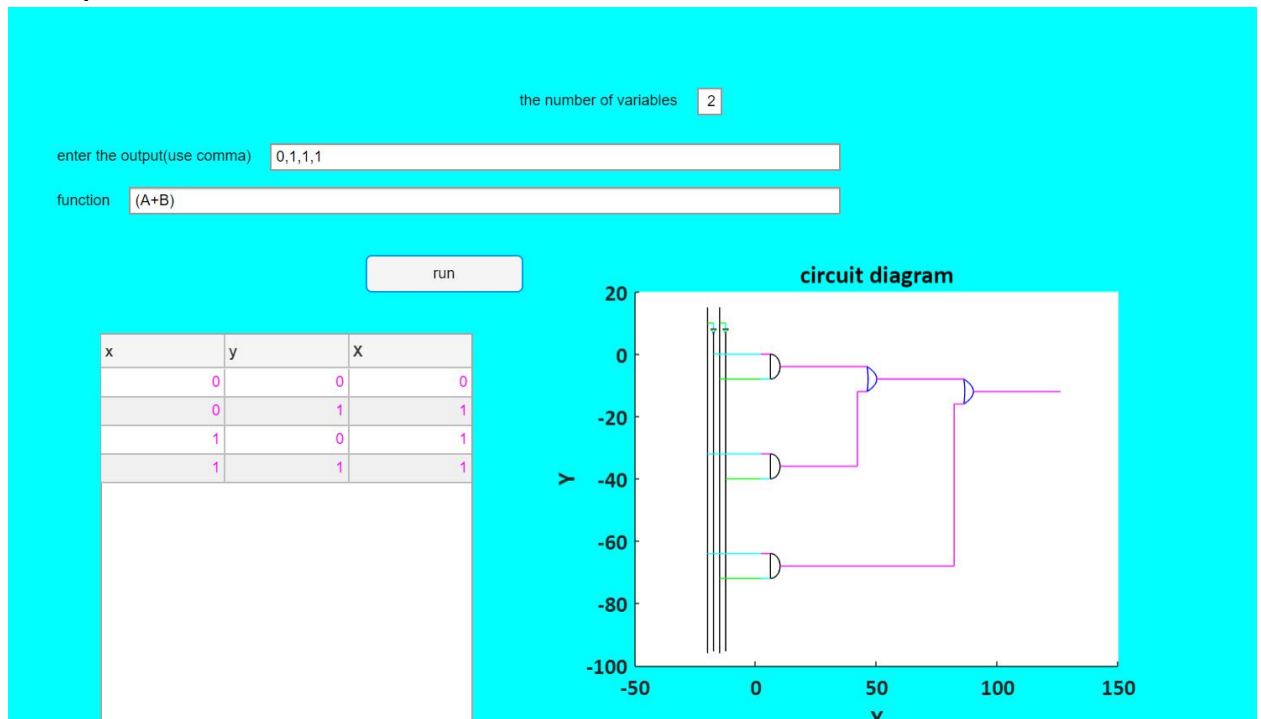 the number of variables 2
enter the output(use comma) 0,1,1,1
function (A+B)
run
x y X
0 0 0
0 1 1
1 0 1
1 1 1
circuit diagram
20
0
-20
-40
-60
-80
-100
Y
-50 0 50 100 150